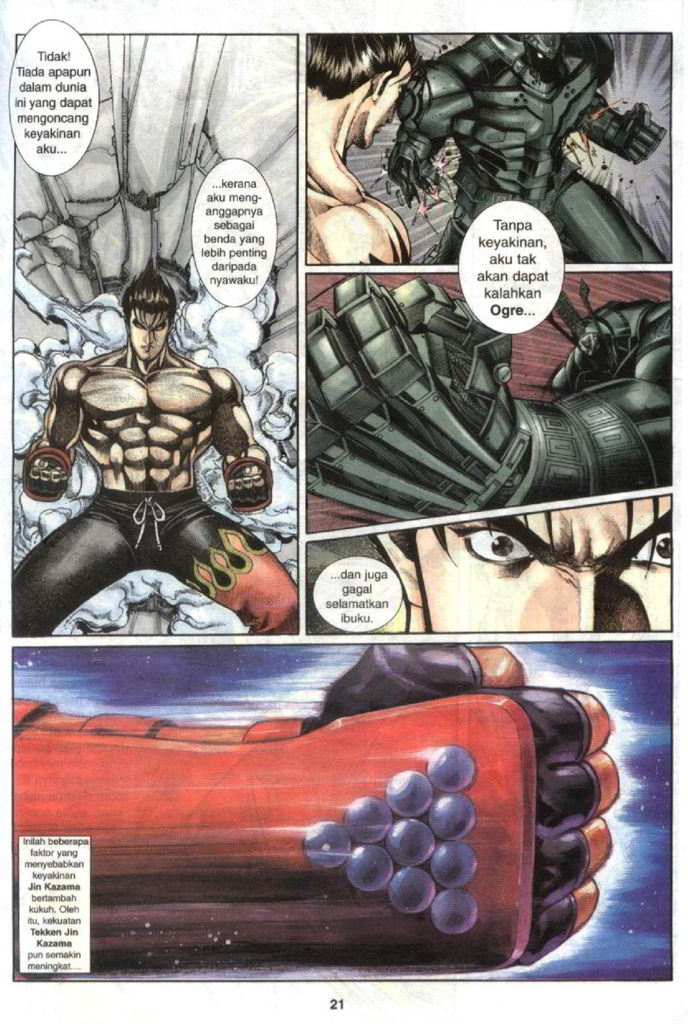 Tidak!
Tiada apapun
dalam dunia
ini yang dapat
mengoncang
keyakinan
aku...
...kerana
aku meng-
anggapnya
sebagai
benda yang
lebih penting
daripada
nyawaku!
Tanpa
keyakinan,
aku tak
akan dapat
kalahkan
Ogre...
...dan juga
gagal
selamatkan
ibuku.
Inilah beberapa
faktor yang
menyebabkan
keyakinan
Jin Kazama
bertambah
kukuh. Oleh
itu, kekuatan
Tekken Jin
Kazama
pun semakin
meningkat....
21